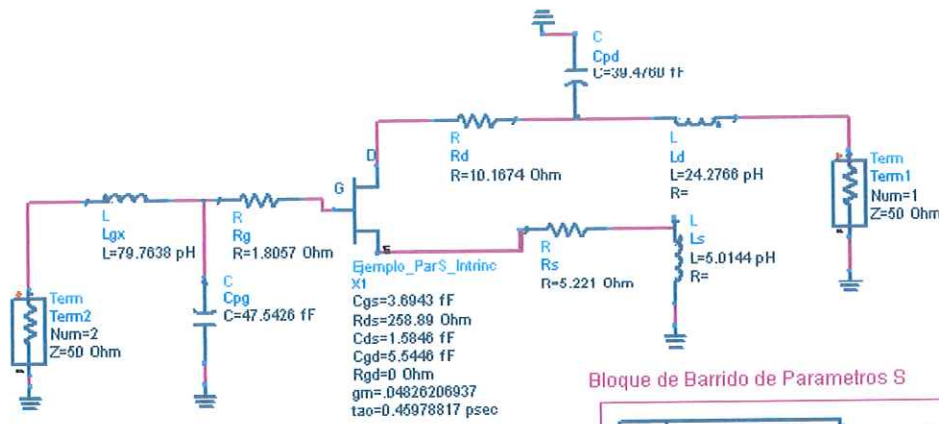 C
Cpd
C=39.4760 fF
R
Rd
R=10.1674 Ohm
L
Ld
L=24.2766 pH
R=
Term
Term1
Num=1
Z=50 Ohm
D
G
L
Lgx
L=79.7638 pH
R
Rg
R=1.8057 Ohm
C
Cpg
C=47.5426 fF
Term
Term2
Num=2
Z=50 Ohm
R
Rs
R=5.221 Ohm
L
Ls
L=5.0144 pH
R=
Ejemplo_ParS_Intrinc
X1
Cgs=3.6943 fF
Rds=258.89 Ohm
Cds=1.5846 fF
Cgd=5.5446 fF
Rgd=0 Ohm
gm=.04826206937
tao=0.45978817 psec
Bloque de Barrido de Parametros S